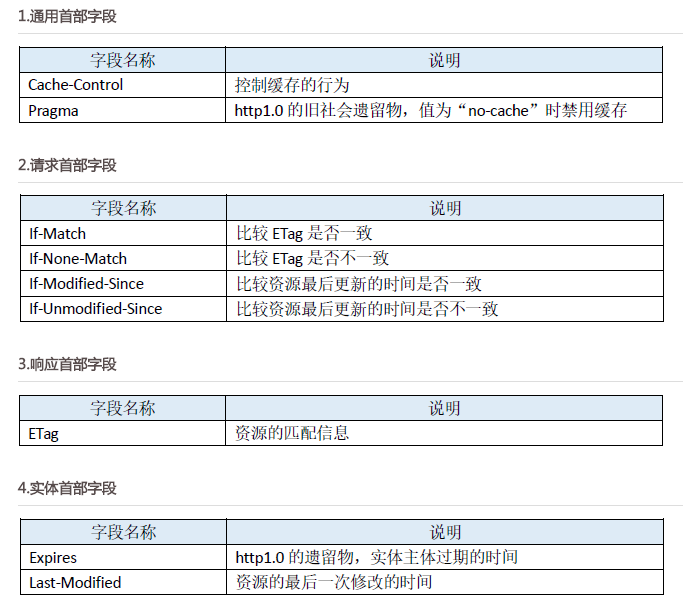 1.通用首部字段
字段名称 说明
Cache-Control 控制缓存的行为
Pragma http1.0 的旧社会遗留物，值为“no-cache”时禁用缓存
2.请求首部字段
字段名称 说明
If-Match 比较 ETag 是否一致
If-None-Match 比较 ETag 是否不一致
If-Modified-Since 比较资源最后更新的时间是否一致
If-Unmodified-Since 比较资源最后更新的时间是否不一致
3.响应首部字段
字段名称 说明
ETag 资源的匹配信息
4.实体首部字段
字段名称 说明
Expires http1.0 的遗留物，实体主体过期的时间
Last-Modified 资源的最后一次修改的时间